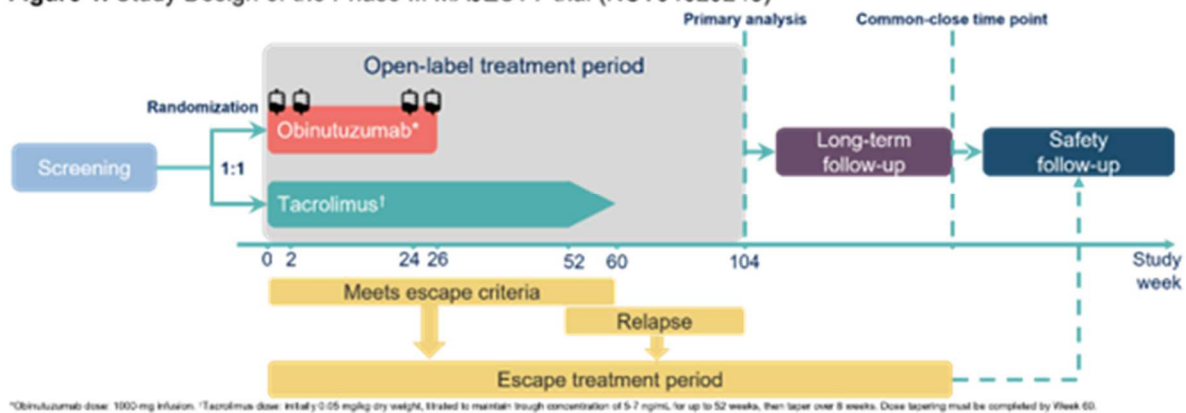 Primary analysis
Common-close time point
Open-label treatment period
Randomization
Obinutuzumab*
Screening
1:1
Tacrolimus†
Long-term
follow-up
Safety
follow-up
0 2 24 26 52 60 104
Study
week
Meets escape criteria
Relapse
Escape treatment period
*Obinutuzumab dose: 1000-mg infusion. †Tacrolimus dose: initially 0.05 mg/kg dry weight, titrated to maintain trough concentration of 5-7 ng/mL for up to 52 weeks, then taper over 8 weeks. Dose tapering must be completed by Week 60.